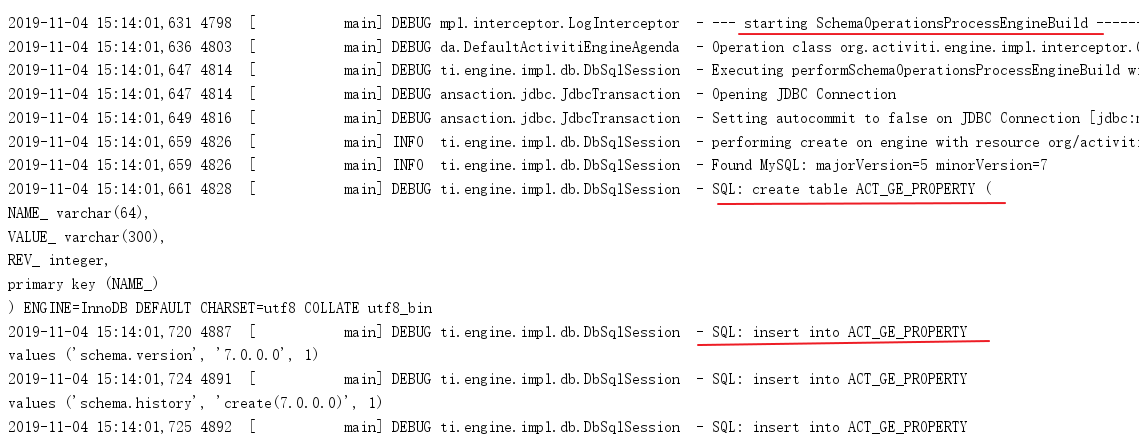 2019-11-04 15:14:01,631 4798  [           main] DEBUG mpl.interceptor.LogInterceptor  - --- starting SchemaOperationsProcessEngineBuild ------
2019-11-04 15:14:01,636 4803  [           main] DEBUG da.DefaultActivitiEngineAgenda  - Operation class org.activiti.engine.impl.interceptor.
2019-11-04 15:14:01,647 4814  [           main] DEBUG ti.engine.impl.db.DbSqlSession  - Executing performSchemaOperationsProcessEngineBuild wi
2019-11-04 15:14:01,647 4814  [           main] DEBUG ansaction.jdbc.JdbcTransaction  - Opening JDBC Connection
2019-11-04 15:14:01,649 4816  [           main] DEBUG ansaction.jdbc.JdbcTransaction  - Setting autocommit to false on JDBC Connection [jdbc:
2019-11-04 15:14:01,659 4826  [           main] INFO  ti.engine.impl.db.DbSqlSession  - performing create on engine with resource org/activiti
2019-11-04 15:14:01,659 4826  [           main] INFO  ti.engine.impl.db.DbSqlSession  - Found MySQL: majorVersion=5 minorVersion=7
2019-11-04 15:14:01,661 4828  [           main] DEBUG ti.engine.impl.db.DbSqlSession  - SQL: create table ACT_GE_PROPERTY (
NAME_ varchar(64),
VALUE_ varchar(300),
REV_ integer,
primary key (NAME_)
) ENGINE=InnoDB DEFAULT CHARSET=utf8 COLLATE utf8_bin
2019-11-04 15:14:01,720 4887  [           main] DEBUG ti.engine.impl.db.DbSqlSession  - SQL: insert into ACT_GE_PROPERTY
values ('schema.version', '7.0.0.0', 1)
2019-11-04 15:14:01,724 4891  [           main] DEBUG ti.engine.impl.db.DbSqlSession  - SQL: insert into ACT_GE_PROPERTY
values ('schema.history', 'create(7.0.0.0)', 1)
2019-11-04 15:14:01,725 4892  [           main] DEBUG ti.engine.impl.db.DbSqlSession  - SQL: insert into ACT_GE_PROPERTY